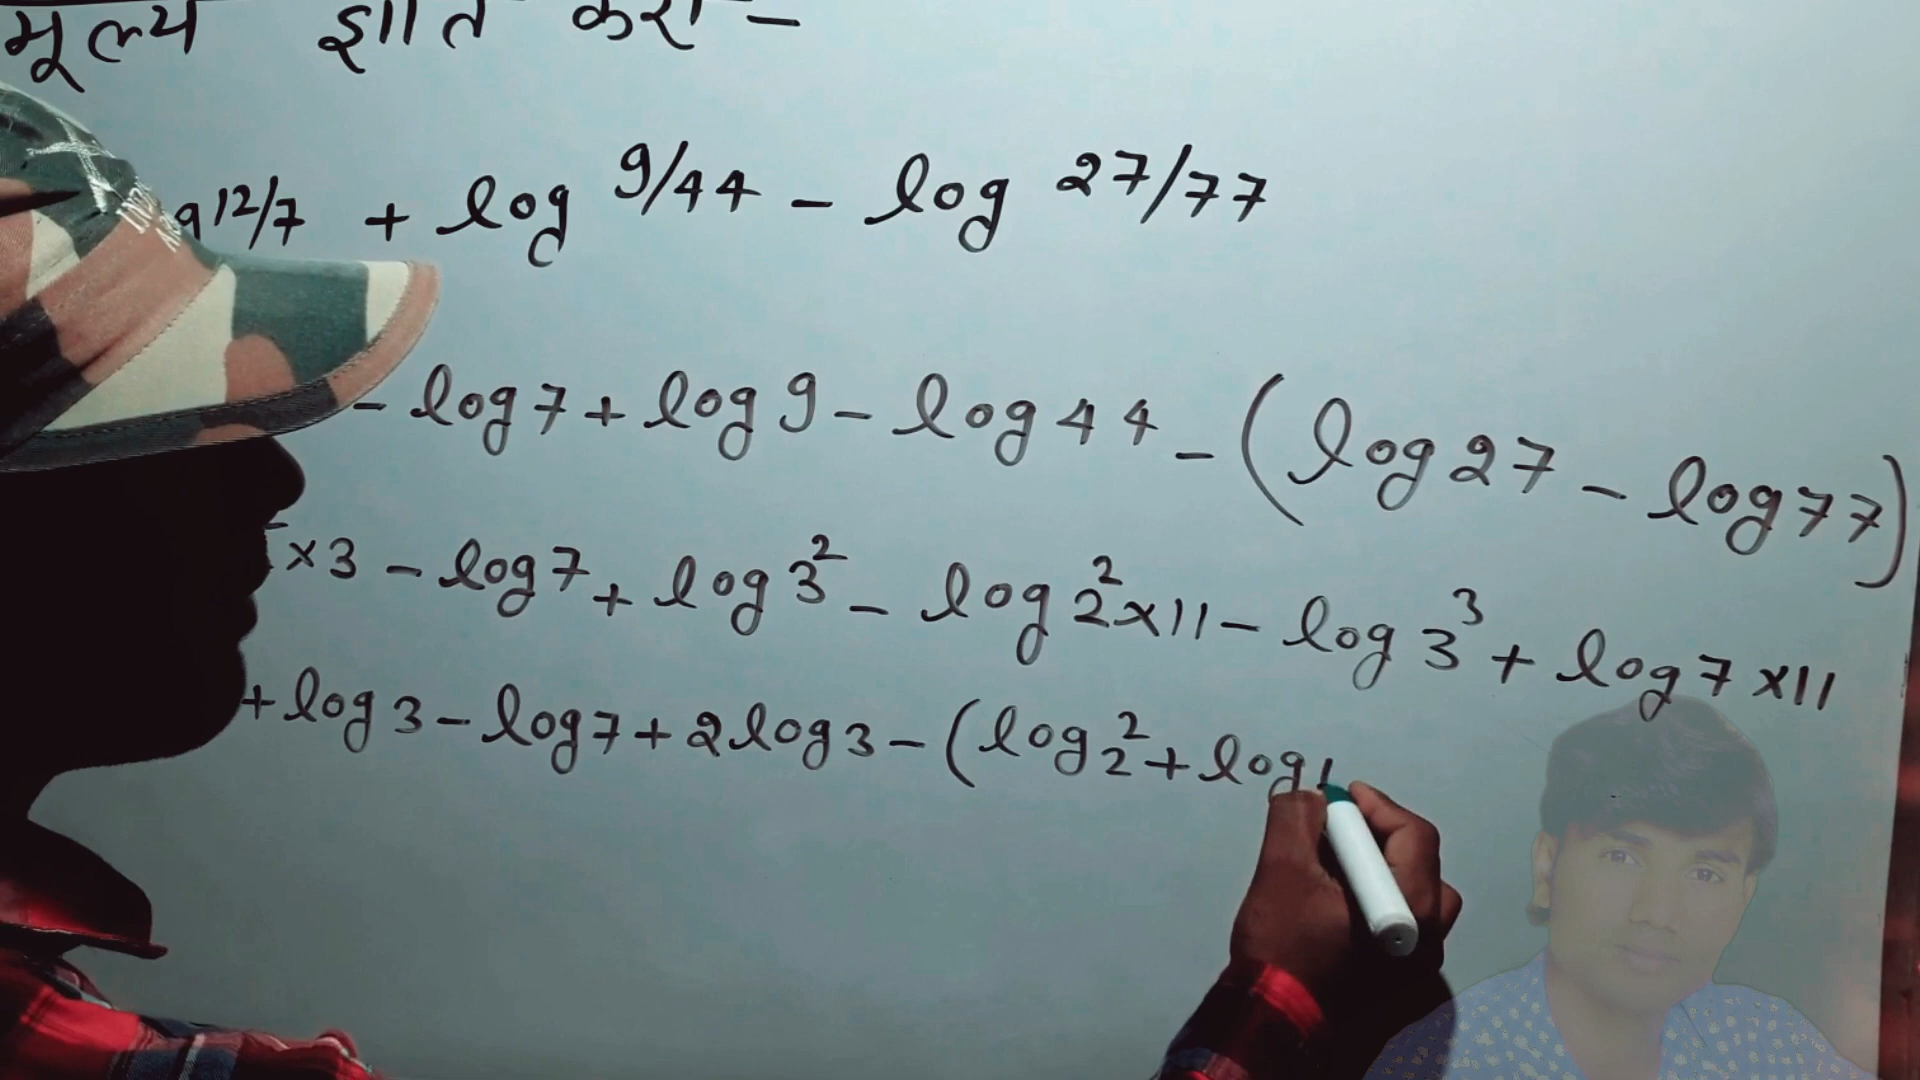 मूल्य ज्ञात करो -
g 12/7 + log 9/44 - log 27/77
- log 7 + log 9 - log 44 - (log 27 - log 77)
× 3 - log 7 + log 3² - log 2² × 11 - log 3³ + log 7 × 11
+ log 3 - log 7 + 2 log 3 - (log 2² + log 1